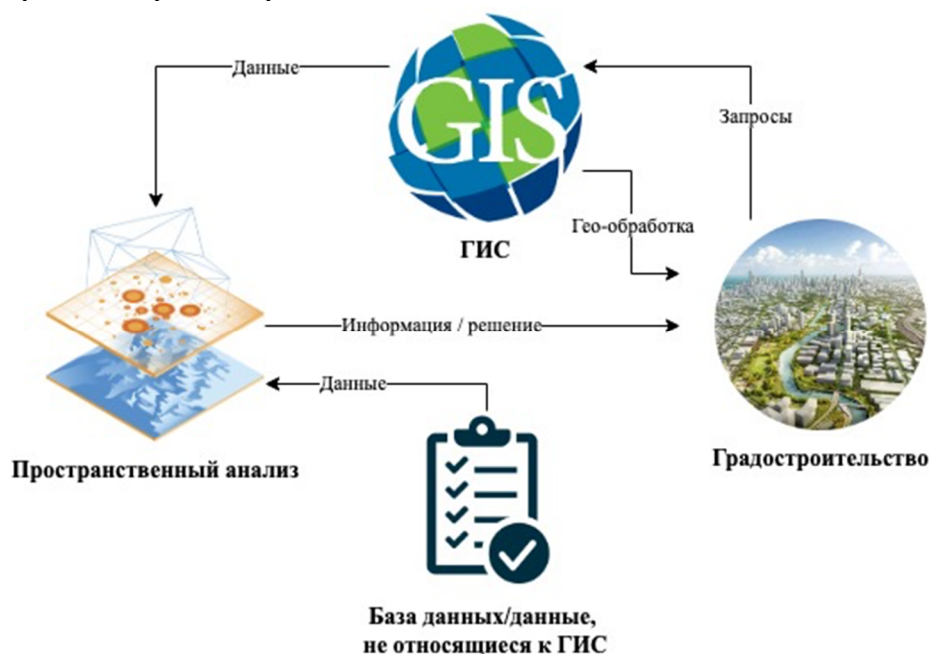 Данные
GIS
Запросы
Гео-обработка
ГИС
Информация / решение
Данные
Пространственный анализ
Градостроительство
База данных/данные,
не относящиеся к ГИС